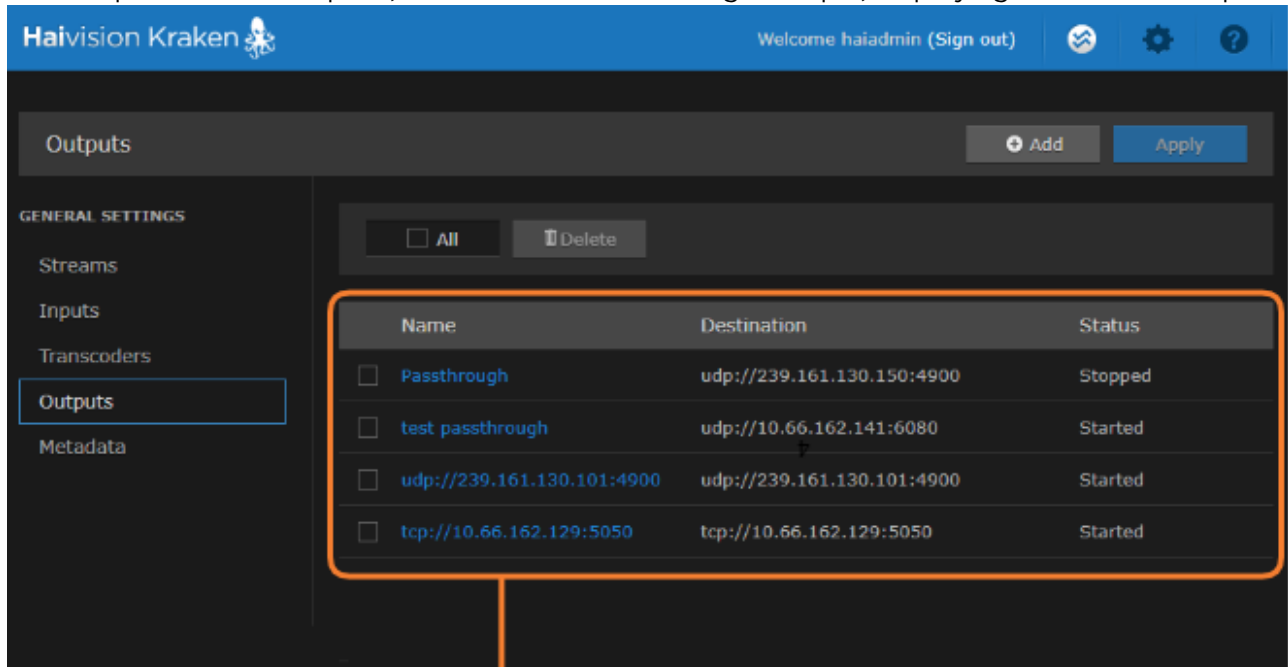 Haivision Kraken
Welcome haiadmin (Sign out)
Outputs
Add
Apply
GENERAL SETTINGS
Streams
Inputs
Transcoders
Outputs
Metadata
All
Delete
Name Destination Status
Passthrough udp://239.161.130.150:4900 Stopped
test passthrough udp://10.66.162.141:6080 Started
udp://239.161.130.101:4900 udp://239.161.130.101:4900 Started
tcp://10.66.162.129:5050 tcp://10.66.162.129:5050 Started